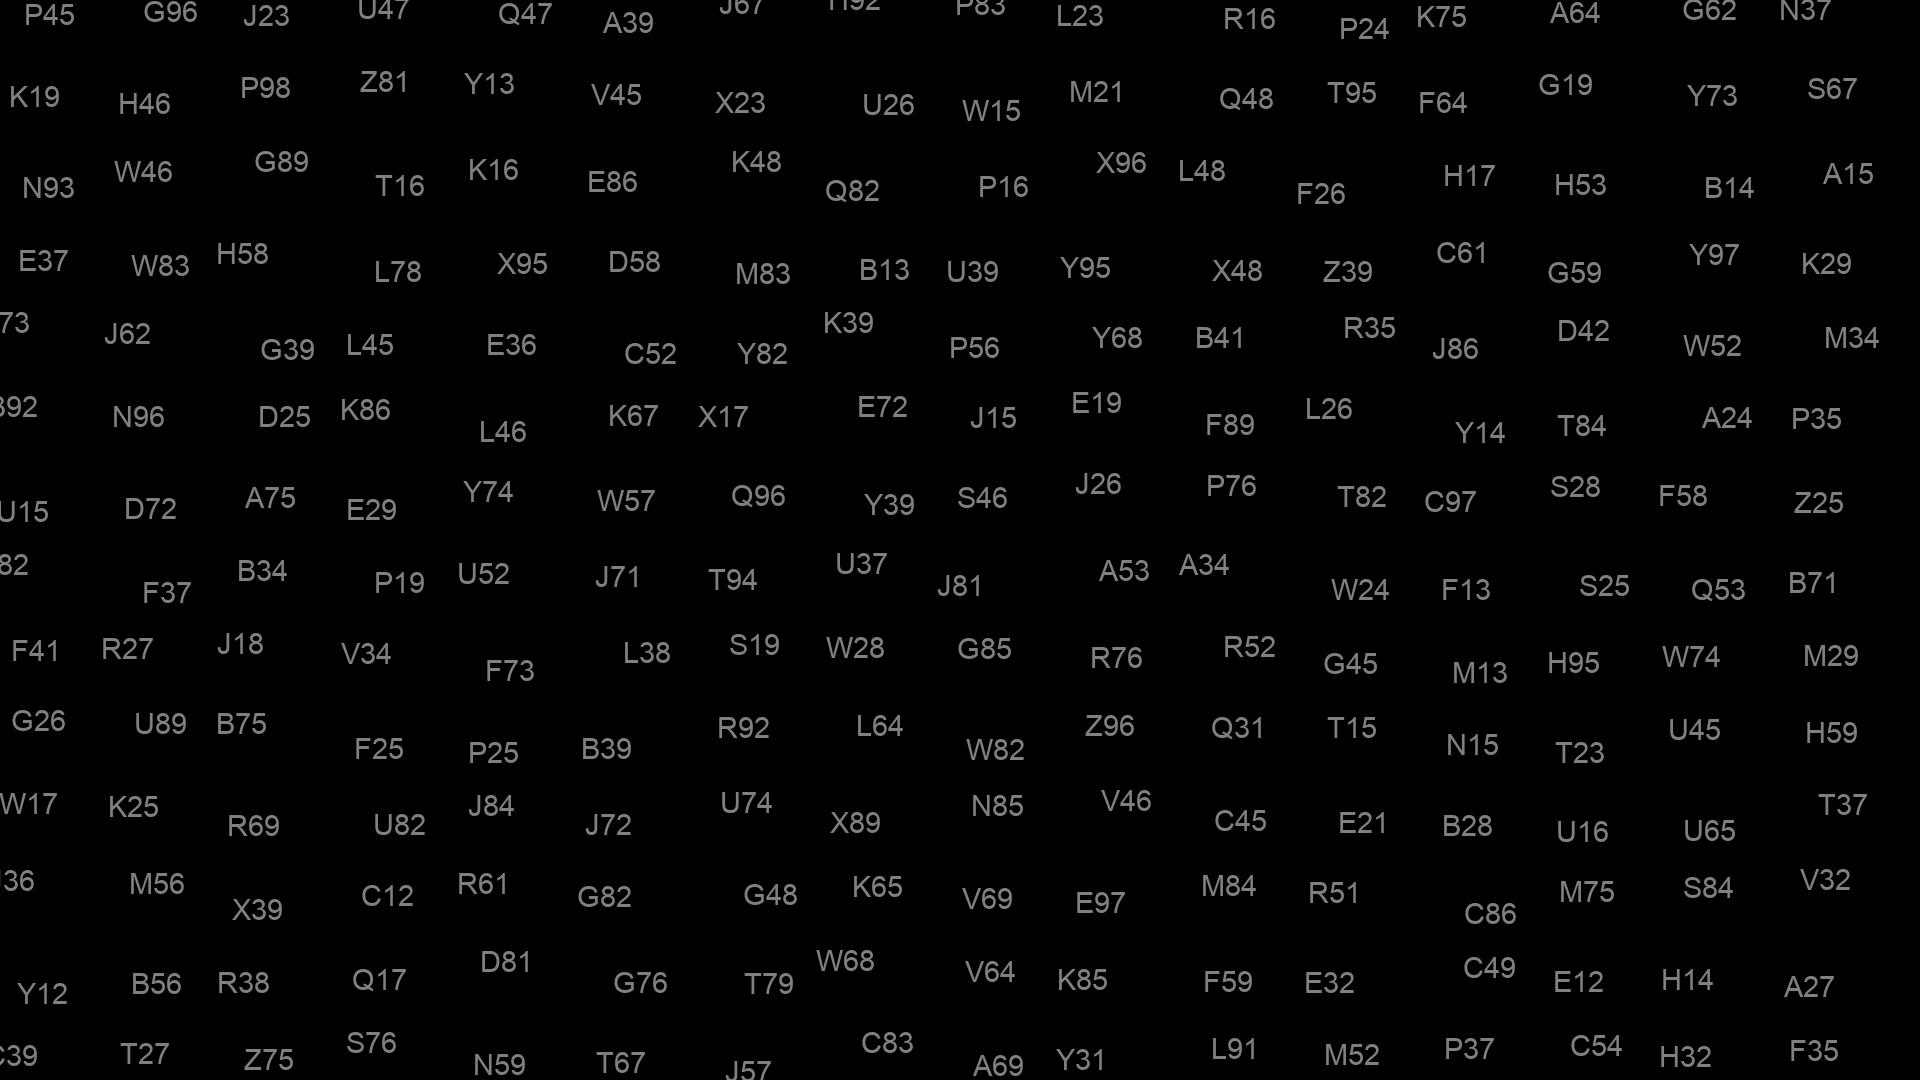 P45 G96 J23 U47 Q47 A39 J67 H92 P83 L23 R16 P24 K75 A64 G62 N37
K19 H46 P98 Z81 Y13 V45 X23 U26 W15 M21 Q48 T95 F64 G19 Y73 S67
N93 W46 G89 T16 K16 E86 K48 Q82 P16 X96 L48 F26 H17 H53 B14 A15
E37 W83 H58 L78 X95 D58 M83 B13 U39 Y95 X48 Z39 C61 G59 Y97 K29
73 J62 G39 L45 E36 C52 Y82 K39 P56 Y68 B41 R35 J86 D42 W52 M34
B92 N96 D25 K86 L46 K67 X17 E72 J15 E19 F89 L26 Y14 T84 A24 P35
U15 D72 A75 E29 Y74 W57 Q96 Y39 S46 J26 P76 T82 C97 S28 F58 Z25
82 F37 B34 P19 U52 J71 T94 U37 J81 A53 A34 W24 F13 S25 Q53 B71
F41 R27 J18 V34 F73 L38 S19 W28 G85 R76 R52 G45 M13 H95 W74 M29
G26 U89 B75 F25 P25 B39 R92 L64 W82 Z96 Q31 T15 N15 T23 U45 H59
W17 K25 R69 U82 J84 J72 U74 X89 N85 V46 C45 E21 B28 U16 U65 T37
36 M56 X39 C12 R61 G82 G48 K65 V69 E97 M84 R51 C86 M75 S84 V32
Y12 B56 R38 Q17 D81 G76 T79 W68 V64 K85 F59 E32 C49 E12 H14 A27
C39 T27 Z75 S76 N59 T67 J57 C83 A69 Y31 L91 M52 P37 C54 H32 F35